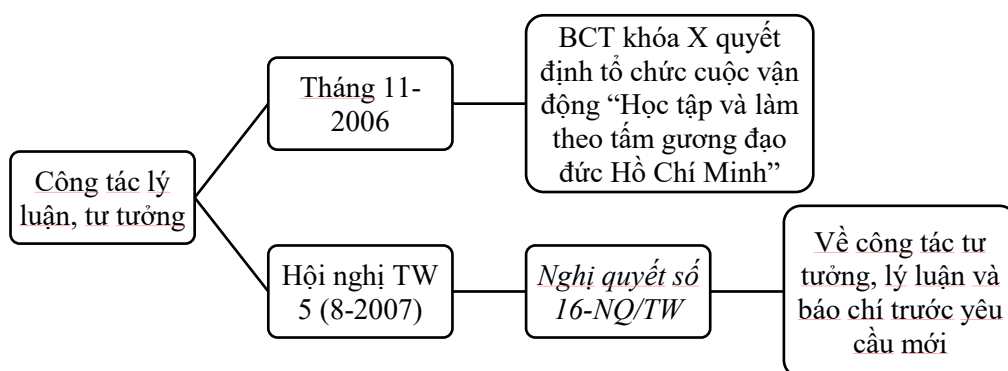 Công tác lý
luận, tư tưởng
Tháng 11-
2006
BCT khóa X quyết
định tổ chức cuộc vận
động “Học tập và làm
theo tấm gương đạo
đức Hồ Chí Minh”
Hội nghị TW
5 (8-2007)
Nghị quyết số
16-NQ/TW
Về công tác tư
tưởng, lý luận và
báo chí trước yêu
cầu mới